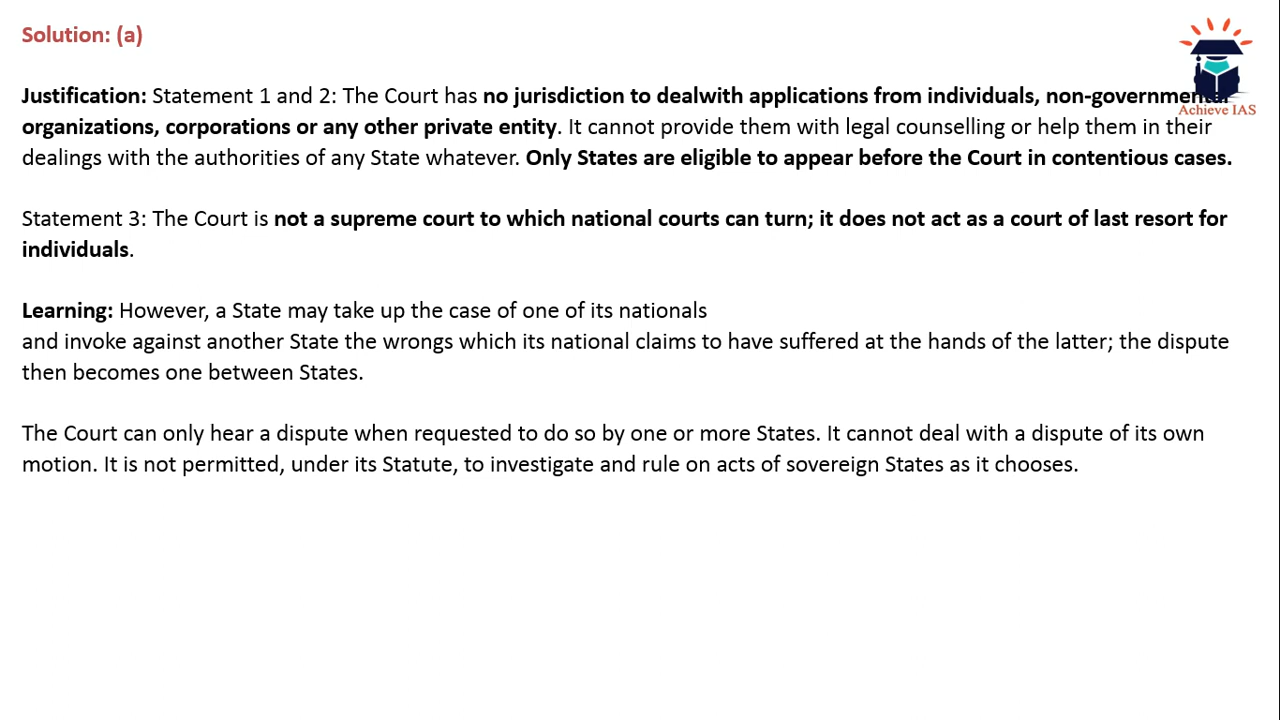 Solution: (a)
Justification: Statement 1 and 2: The Court has no jurisdiction to dealwith applications from individuals, non-governmental
organizations, corporations or any other private entity. It cannot provide them with legal counselling or help them in their
dealings with the authorities of any State whatever. Only States are eligible to appear before the Court in contentious cases.
Statement 3: The Court is not a supreme court to which national courts can turn; it does not act as a court of last resort for
individuals.
Learning: However, a State may take up the case of one of its nationals
and invoke against another State the wrongs which its national claims to have suffered at the hands of the latter; the dispute
then becomes one between States.
The Court can only hear a dispute when requested to do so by one or more States. It cannot deal with a dispute of its own
motion. It is not permitted, under its Statute, to investigate and rule on acts of sovereign States as it chooses.
Achieve IAS